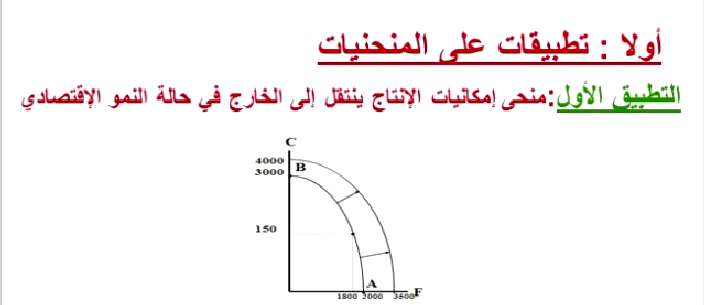 أولا : تطبيقات على المنحنيات
التطبيق الأول:منحى إمكانيات الإنتاج ينتقل إلى الخارج في حالة النمو الإقتصادي
C
4000
3000 B
150
A
1800 2000 3500 F